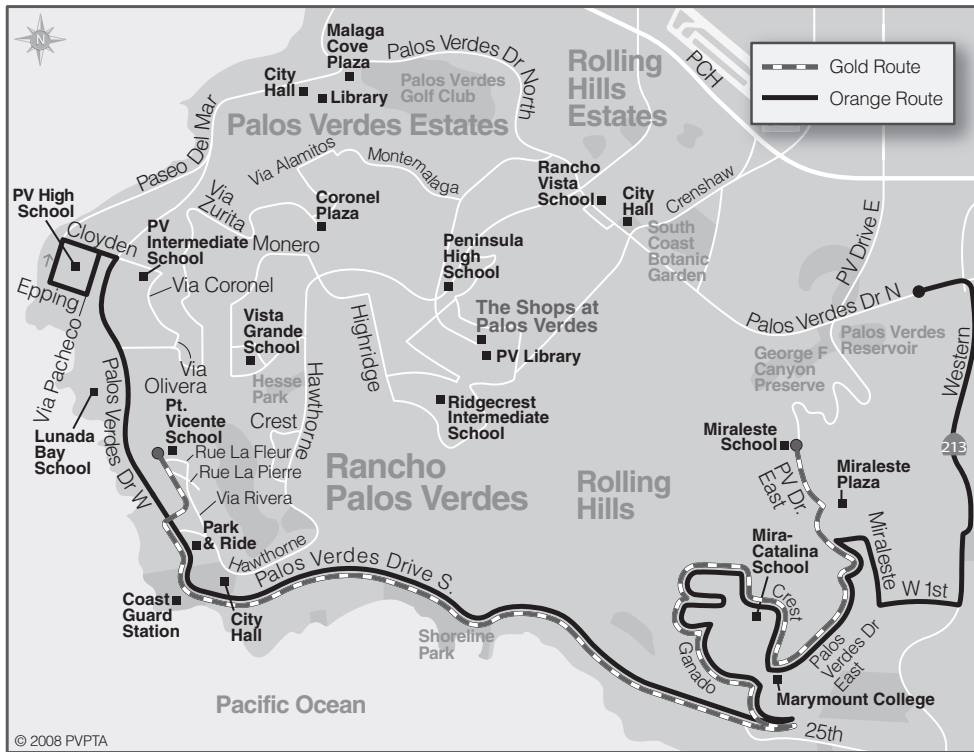 N
Malaga
Cove
Plaza
Palos Verdes Dr North
PCH
Gold Route
Orange Route
City
Hall
Library
Palos Verdes
Golf Club
Rolling
Hills
Estates
Palos Verdes Estates
Paseo Del Mar
Via Alamitos
Montemalaga
Rancho
Vista
School
City
Hall
Crenshaw
PV High
School
Via
Zurita
Coronel
Plaza
South
Coast
Botanic
Garden
PV Drive E
Cloyden
PV
Intermediate
School
Monero
Peninsula
High
School
Epping
Via Coronel
Palos Verdes Dr N
The Shops at
Palos Verdes
Vista
Grande
School
Highridge
PV Library
George F
Canyon
Preserve
Palos Verdes
Reservoir
Western
Via Pacheco
Palos Verdes Dr W
Via
Olivera
Hesse
Park
Hawthorne
Crest
Ridgecrest
Intermediate
School
Lunada
Bay
School
Pt.
Vicente
School
Rue La Fleur
Rue La Pierre
Via Rivera
Rancho
Palos Verdes
Rolling
Hills
Miraleste
School
213
PV Dr.
East
Miraleste
Plaza
Park
& Ride
Hawthorne
Palos Verdes Drive S.
Mira-
Catalina
School
Miraleste
W 1st
Coast
Guard
Station
City
Hall
Shoreline
Park
Crest
Ganado
Palos
Verdes Dr
East
Marymount College
Pacific Ocean
25th
© 2008 PVPTA